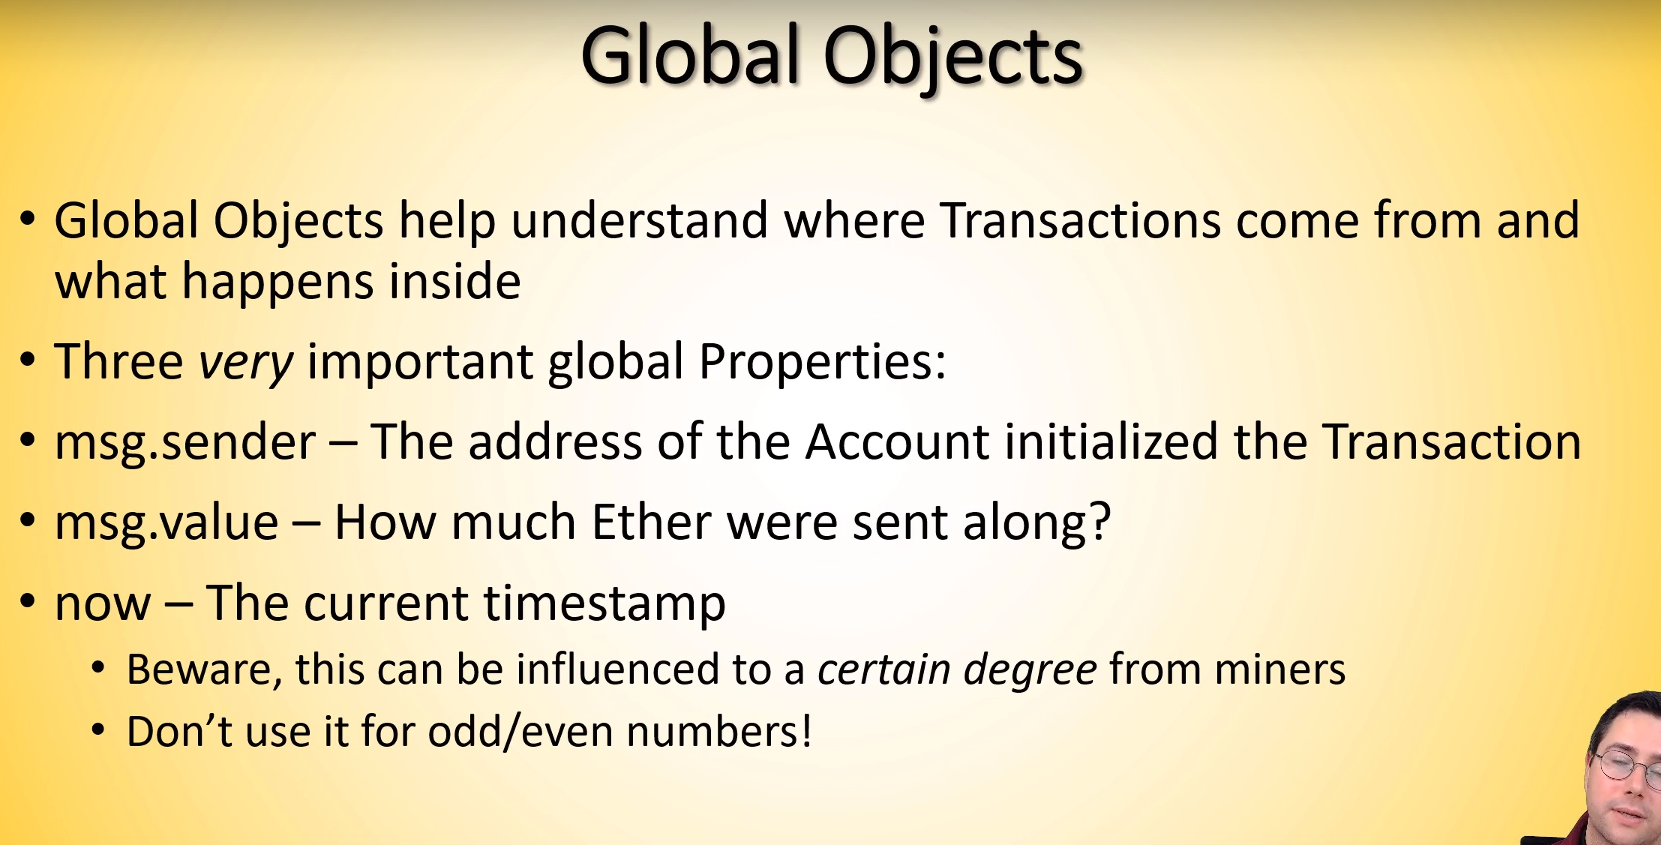 Global Objects
• Global Objects help understand where Transactions come from and
what happens inside
• Three very important global Properties:
• msg.sender – The address of the Account initialized the Transaction
• msg.value – How much Ether were sent along?
• now – The current timestamp
• Beware, this can be influenced to a certain degree from miners
• Don’t use it for odd/even numbers!